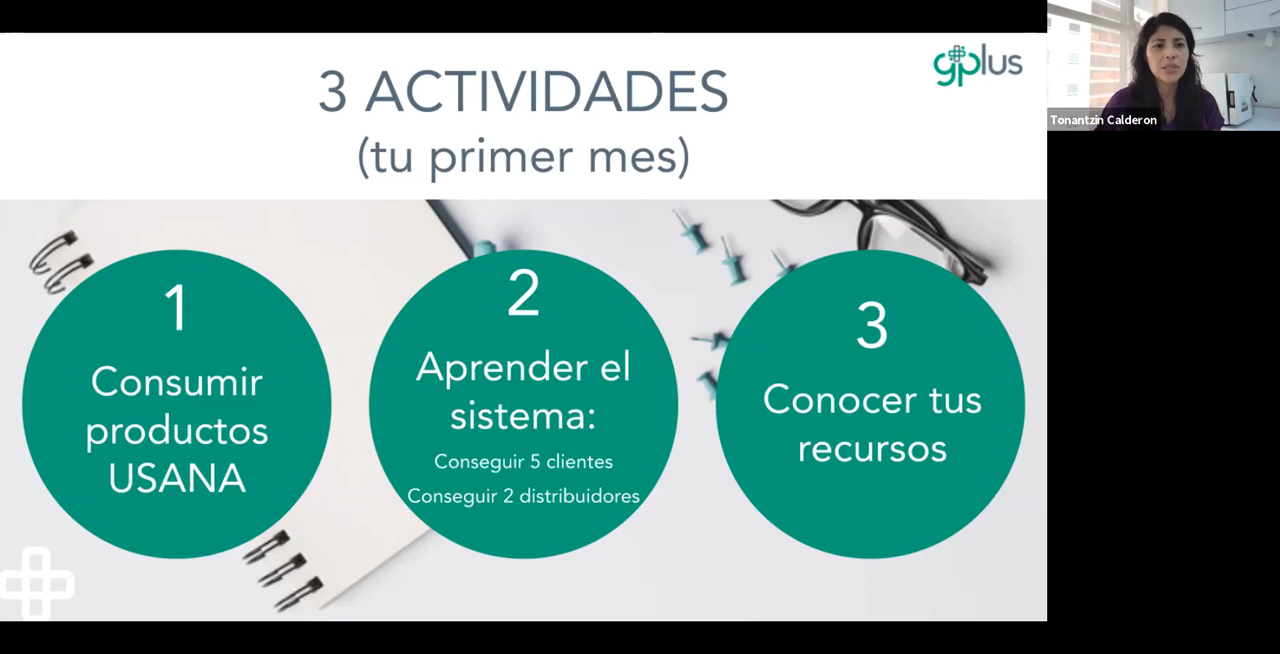 3 ACTIVIDADES
(tu primer mes)
gplus
Tonantzin Calderon
1
Consumir
productos
USANA
2
Aprender el
sistema:
Conseguir 5 clientes
Conseguir 2 distribuidores
3
Conocer tus
recursos